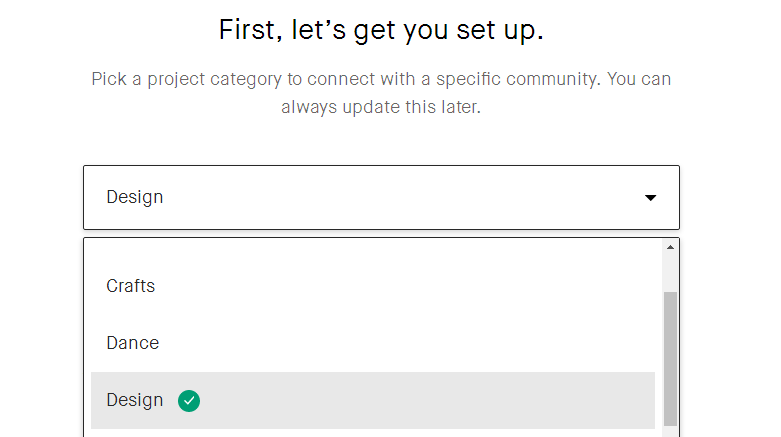 First, let’s get you set up.
Pick a project category to connect with a specific community. You can
always update this later.
Design
Crafts
Dance
Design